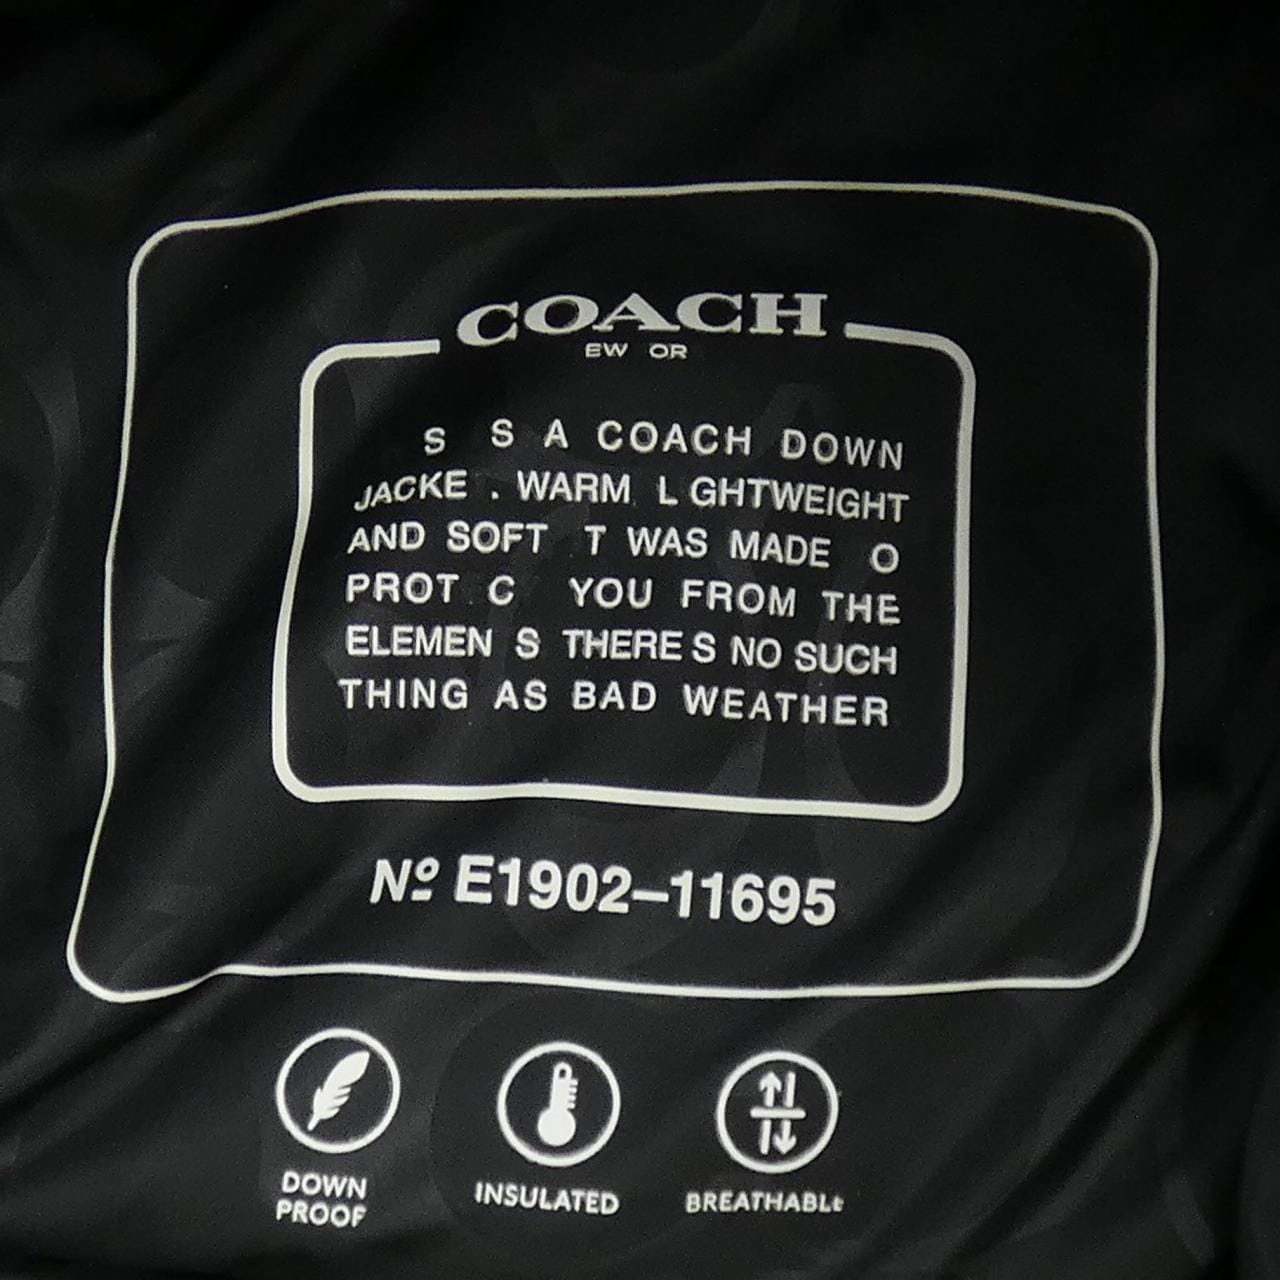 COACH
EW OR
S S A COACH DOWN
JACKE . WARM L GHTWEIGHT
AND SOFT T WAS MADE O
PROT C YOU FROM THE
ELEMEN S THERE S NO SUCH
THING AS BAD WEATHER
Nº E1902–11695
DOWN
PROOF
INSULATED
BREATHABLE